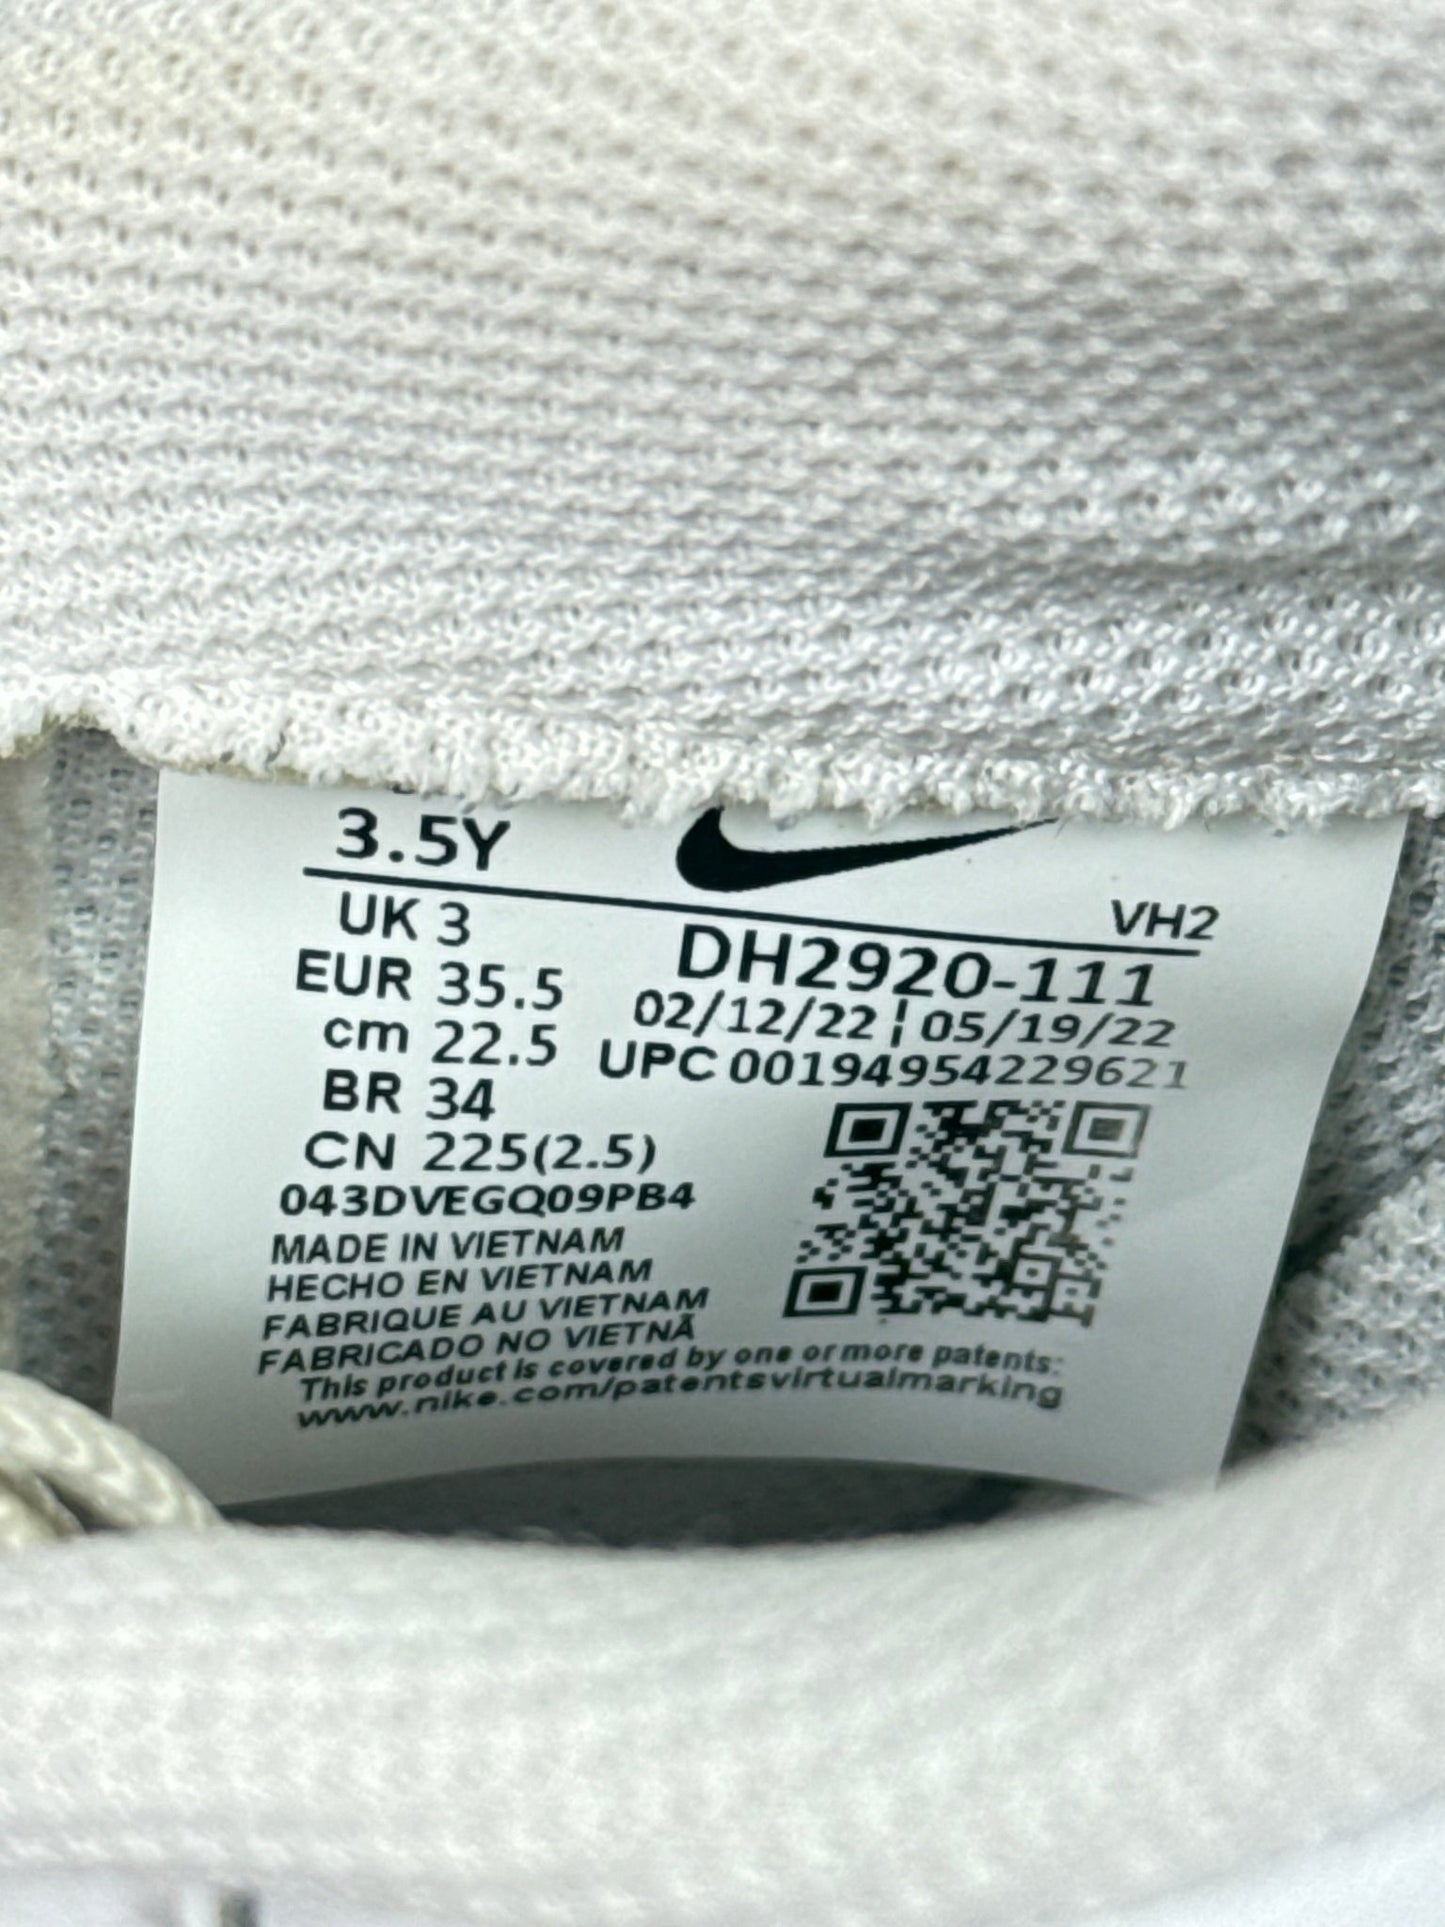 3.5Y
VH2
UK 3
EUR 35.5
cm 22.5
BR 34
CN 225(2.5)
DH2920-111
02/12/22 ¦ 05/19/22
UPC 00194954229621
043DVEGQ09PB4
MADE IN VIETNAM
HECHO EN VIETNAM
FABRIQUE AU VIETNAM
FABRICADO NO VIETNÃ
This product is covered by one or more patents:
www.nike.com/patentsvirtualmarking